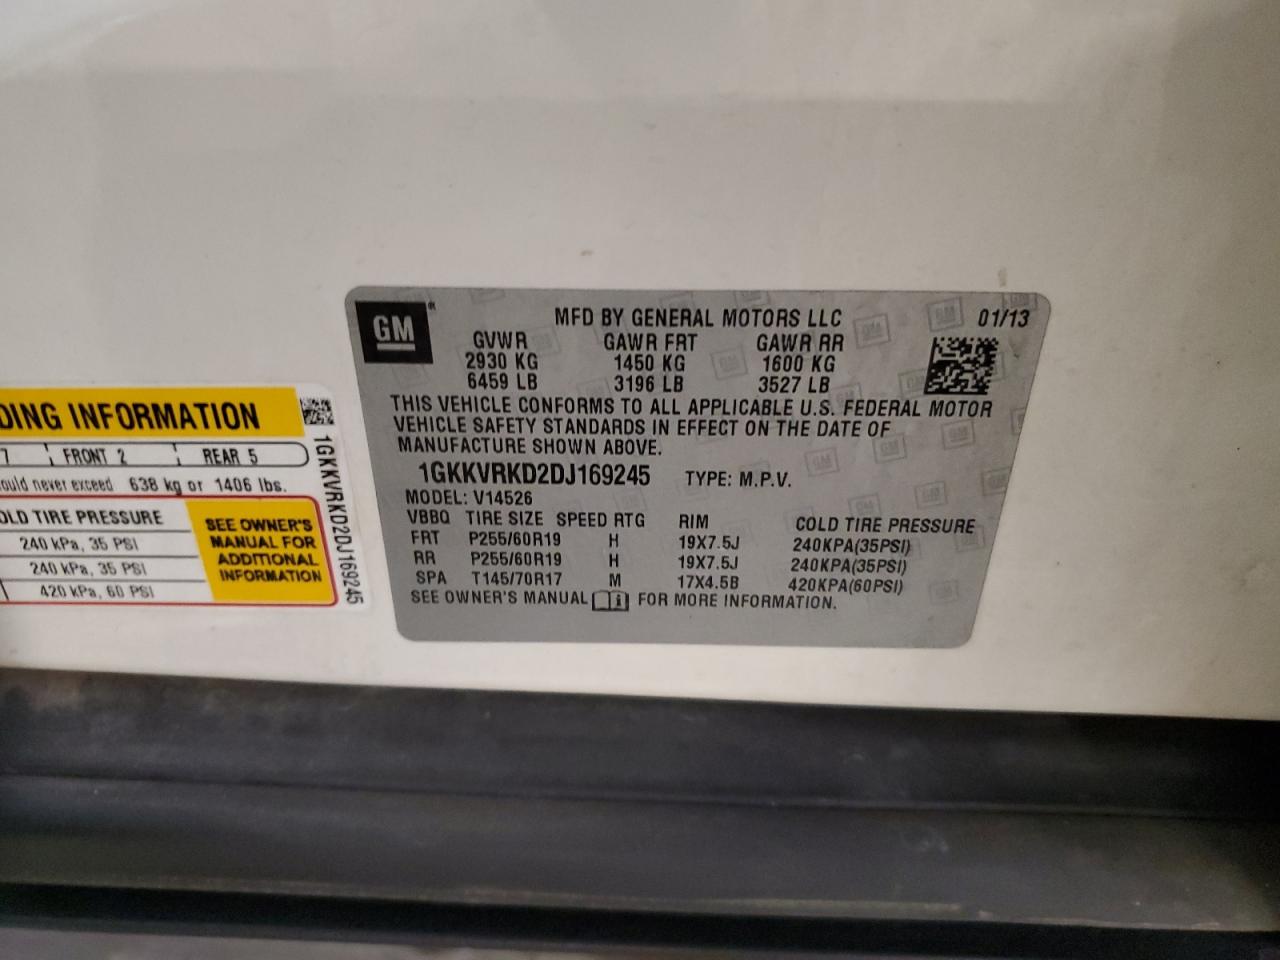 GM
MFD BY GENERAL MOTORS LLC 01/13
GVWR GAWR FRT GAWR RR
2930 KG 1450 KG 1600 KG
6459 LB 3196 LB 3527 LB
THIS VEHICLE CONFORMS TO ALL APPLICABLE U.S. FEDERAL MOTOR
VEHICLE SAFETY STANDARDS IN EFFECT ON THE DATE OF
MANUFACTURE SHOWN ABOVE.
1GKKVRKD2DJ169245 TYPE: M.P.V.
MODEL: V14526
VBBQ TIRE SIZE SPEED RTG RIM COLD TIRE PRESSURE
FRT P255/60R19 H 19X7.5J 240KPA(35PSI)
RR P255/60R19 H 19X7.5J 240KPA(35PSI)
SPA T145/70R17 M 17X4.5B 420KPA(60PSI)
SEE OWNER'S MANUAL FOR MORE INFORMATION.
DING INFORMATION
7 FRONT 2 REAR 5
ould never exceed 638 kg or 1406 lbs.
OLD TIRE PRESSURE
240 kPa, 35 PSI
240 kPa, 35 PSI
420 kPa, 60 PSI
SEE OWNER'S
MANUAL FOR
ADDITIONAL
INFORMATION
1GKKVRKD2DJ169245